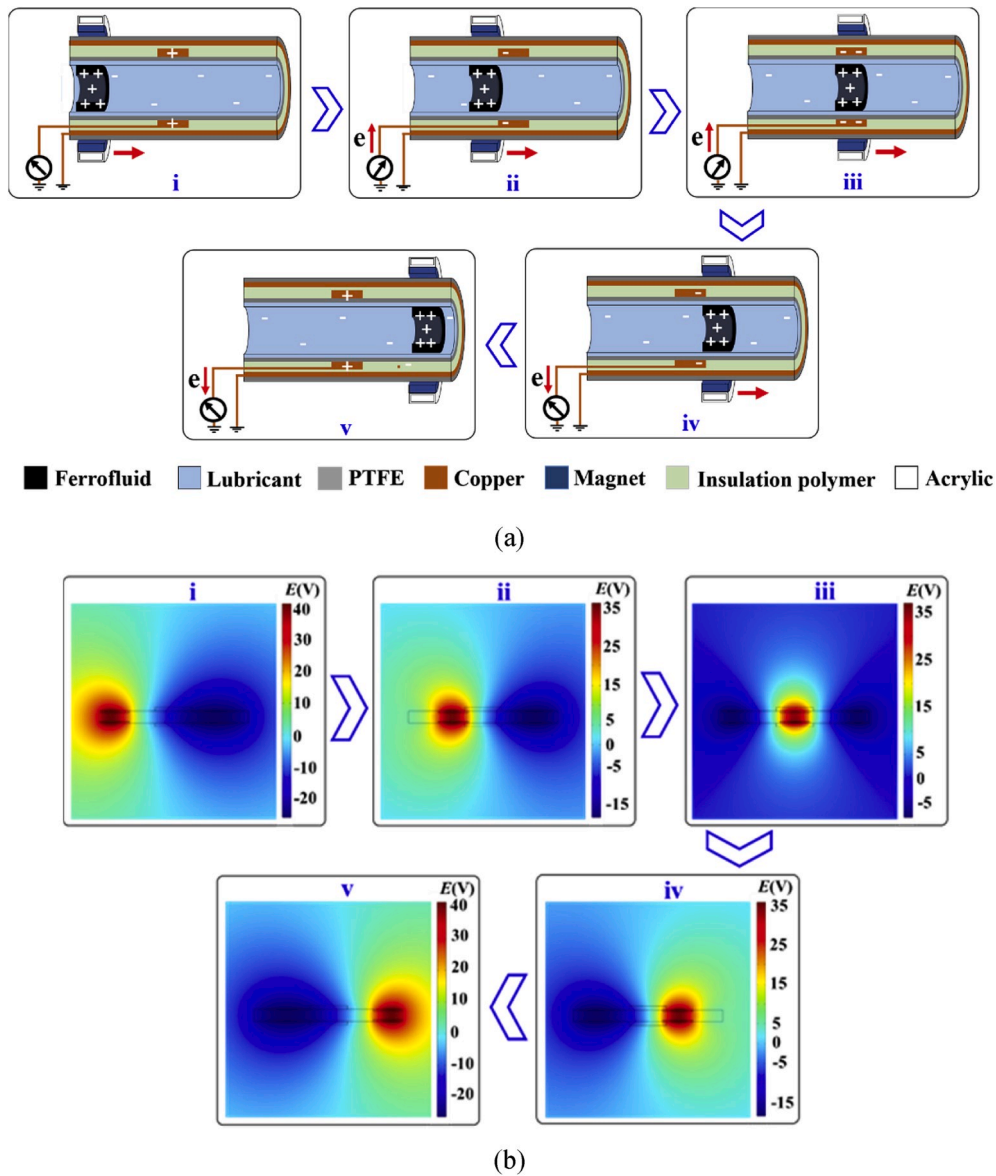 e
e
i
ii
iii
e
e
v
iv
Ferrofluid Lubricant PTFE Copper Magnet Insulation polymer Acrylic
(a)
i
E(V)
40
30
20
10
0
-10
-20
ii
E(V)
35
25
15
5
0
-5
-15
iii
E(V)
35
25
15
5
0
-5
v
E(V)
40
30
20
10
0
-10
-20
iv
E(V)
35
25
15
5
0
-5
-15
(b)